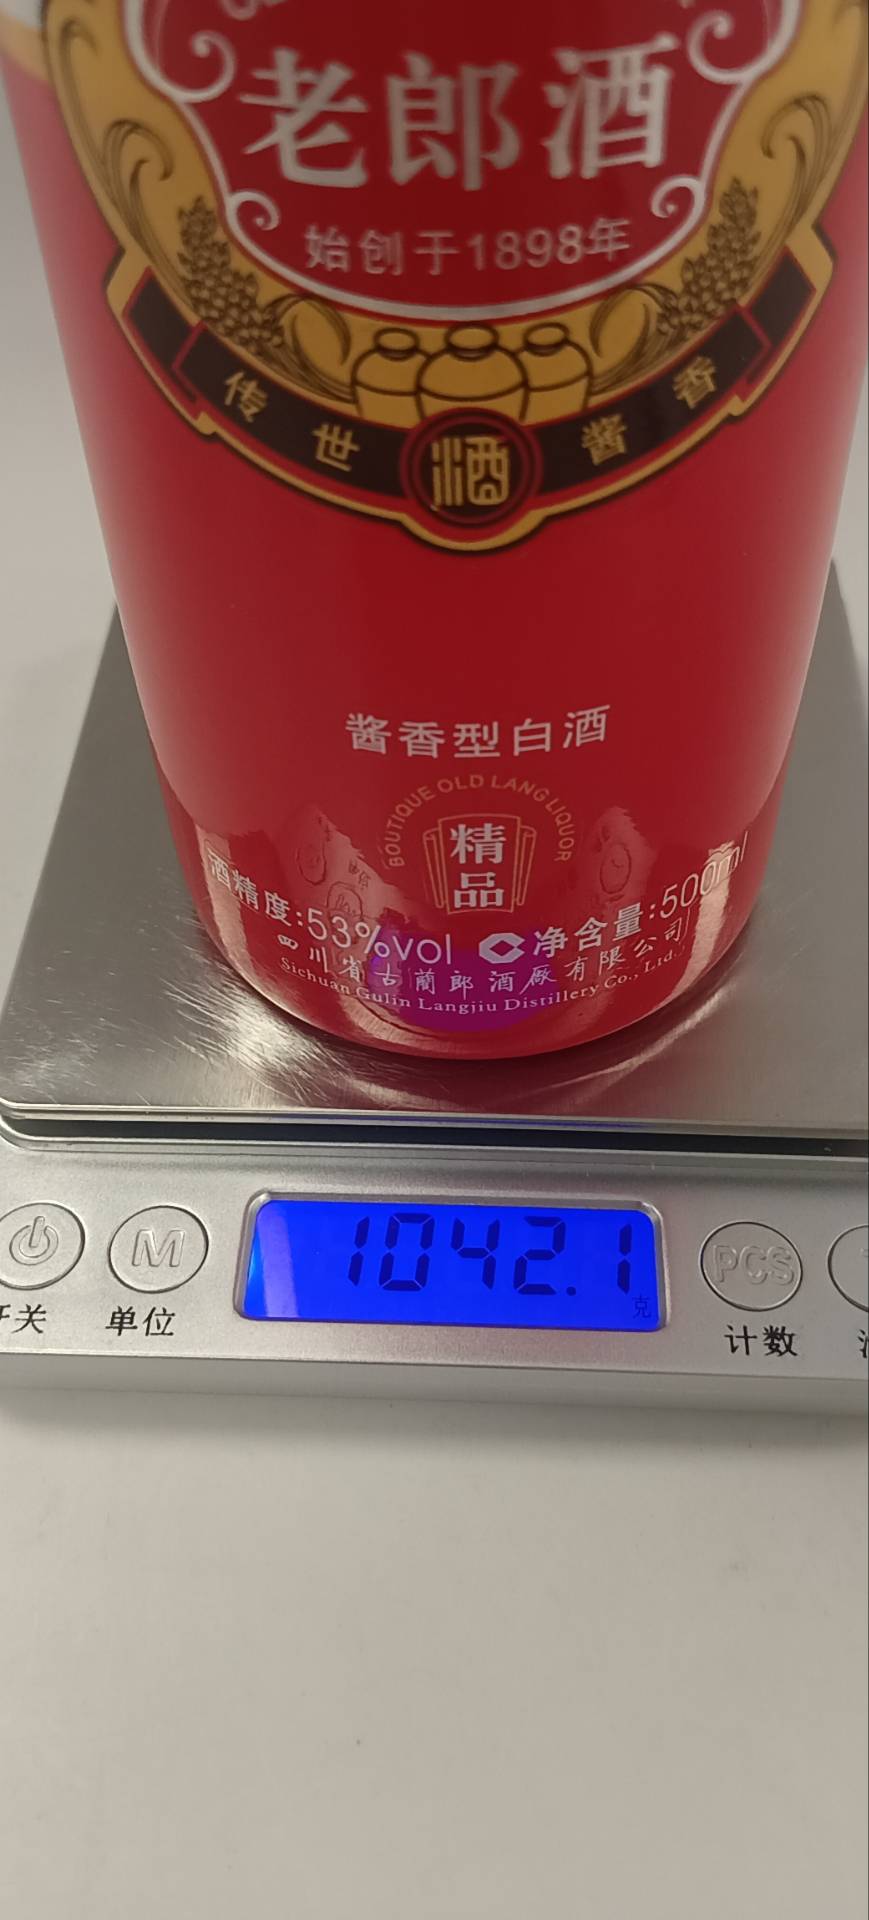 老郎酒
始创于1898年
传世酱香
酒
酱香型白酒
BOUTIQUE OLD LANG LIQUOR
精品
酒精度:53%vol 净含量:500ml
四川省古蔺郎酒厰有限公司
Sichuan Gulin Langjiu Distillery Co., Ltd.
1042.1
克
M PCS
开关 单位 计数